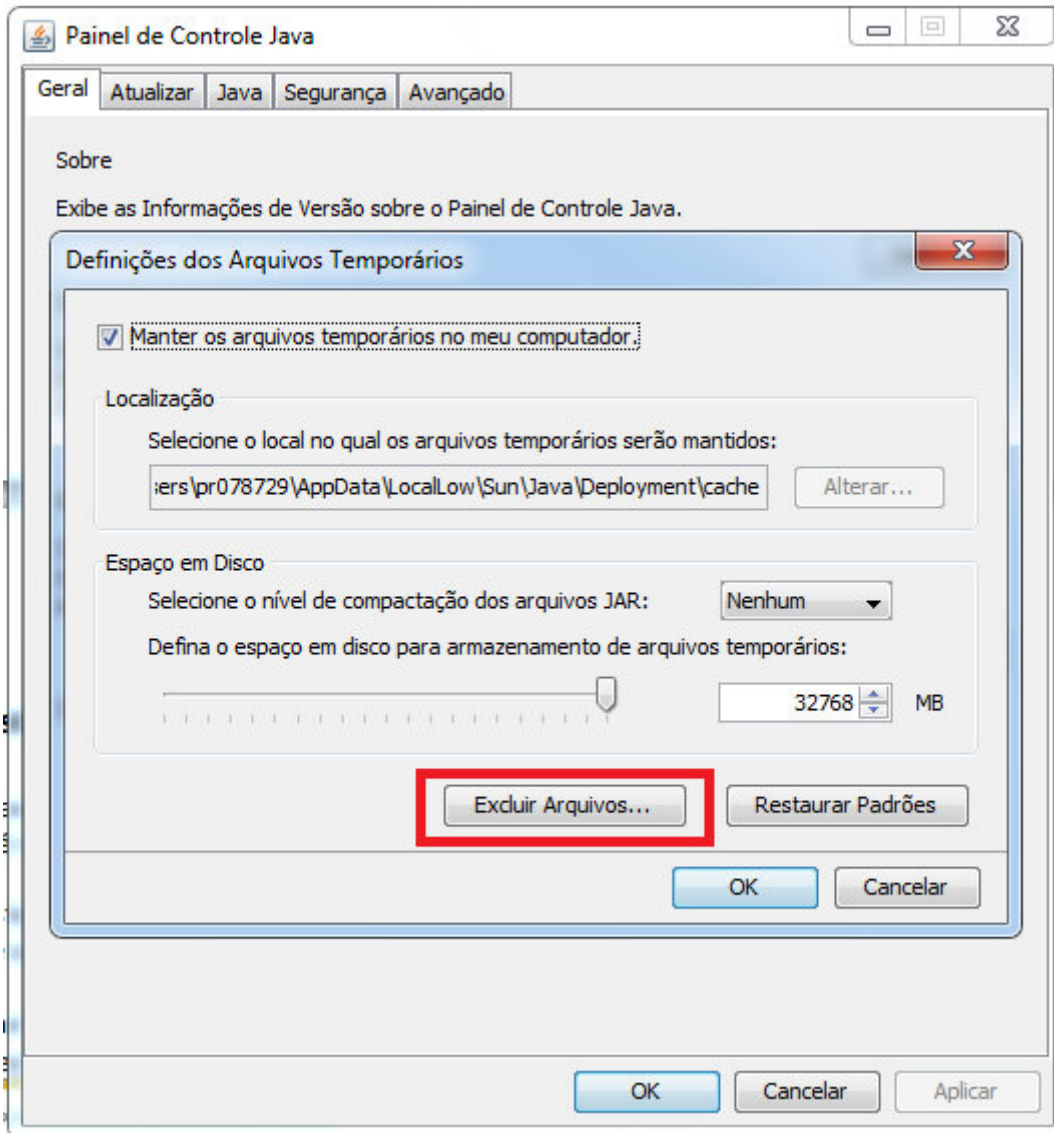 Painel de Controle Java
Geral Atualizar Java Segurança Avançado
Sobre
Exibe as Informações de Versão sobre o Painel de Controle Java.
Definições dos Arquivos Temporários
Manter os arquivos temporários no meu computador.
Localização
Selecione o local no qual os arquivos temporários serão mantidos:
ers\pr078729\AppData\LocalLow\Sun\Java\Deployment\cache Alterar...
Espaço em Disco
Selecione o nível de compactação dos arquivos JAR: Nenhum
Defina o espaço em disco para armazenamento de arquivos temporários:
32768 MB
Excluir Arquivos... Restaurar Padrões
OK Cancelar
OK Cancelar Aplicar